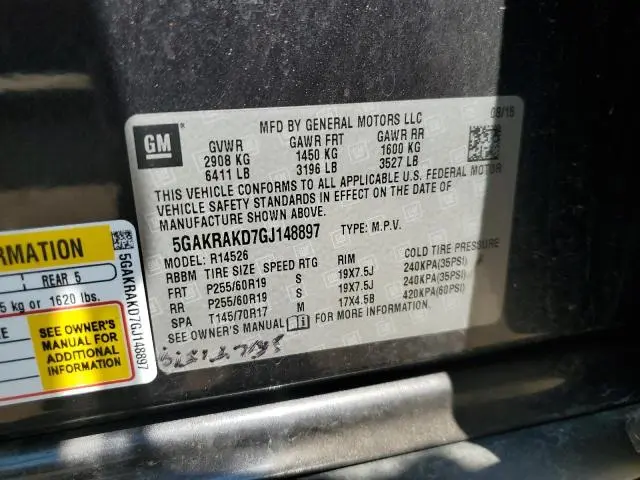 MFD BY GENERAL MOTORS LLC
08/15
GM
GVWR GAWR FRT GAWR RR
2908 KG 1450 KG 1600 KG
6411 LB 3196 LB 3527 LB
THIS VEHICLE CONFORMS TO ALL APPLICABLE U.S. FEDERAL MOTOR
VEHICLE SAFETY STANDARDS IN EFFECT ON THE DATE OF
MANUFACTURE SHOWN ABOVE.
5GAKRAKD7GJ148897 TYPE: M.P.V.
MODEL: R14526
RBBM TIRE SIZE SPEED RTG RIM COLD TIRE PRESSURE
FRT P255/60R19 S 19X7.5J 240KPA(35PSI)
RR P255/60R19 S 19X7.5J 240KPA(35PSI)
SPA T145/70R17 M 17X4.5B 420KPA(60PSI)
SEE OWNER'S MANUAL FOR MORE INFORMATION.
ORMATION
REAR 5
5 kg or 1620 lbs.
SEE OWNER'S
MANUAL FOR
ADDITIONAL
INFORMATION
5GAKRAKD7GJ148897